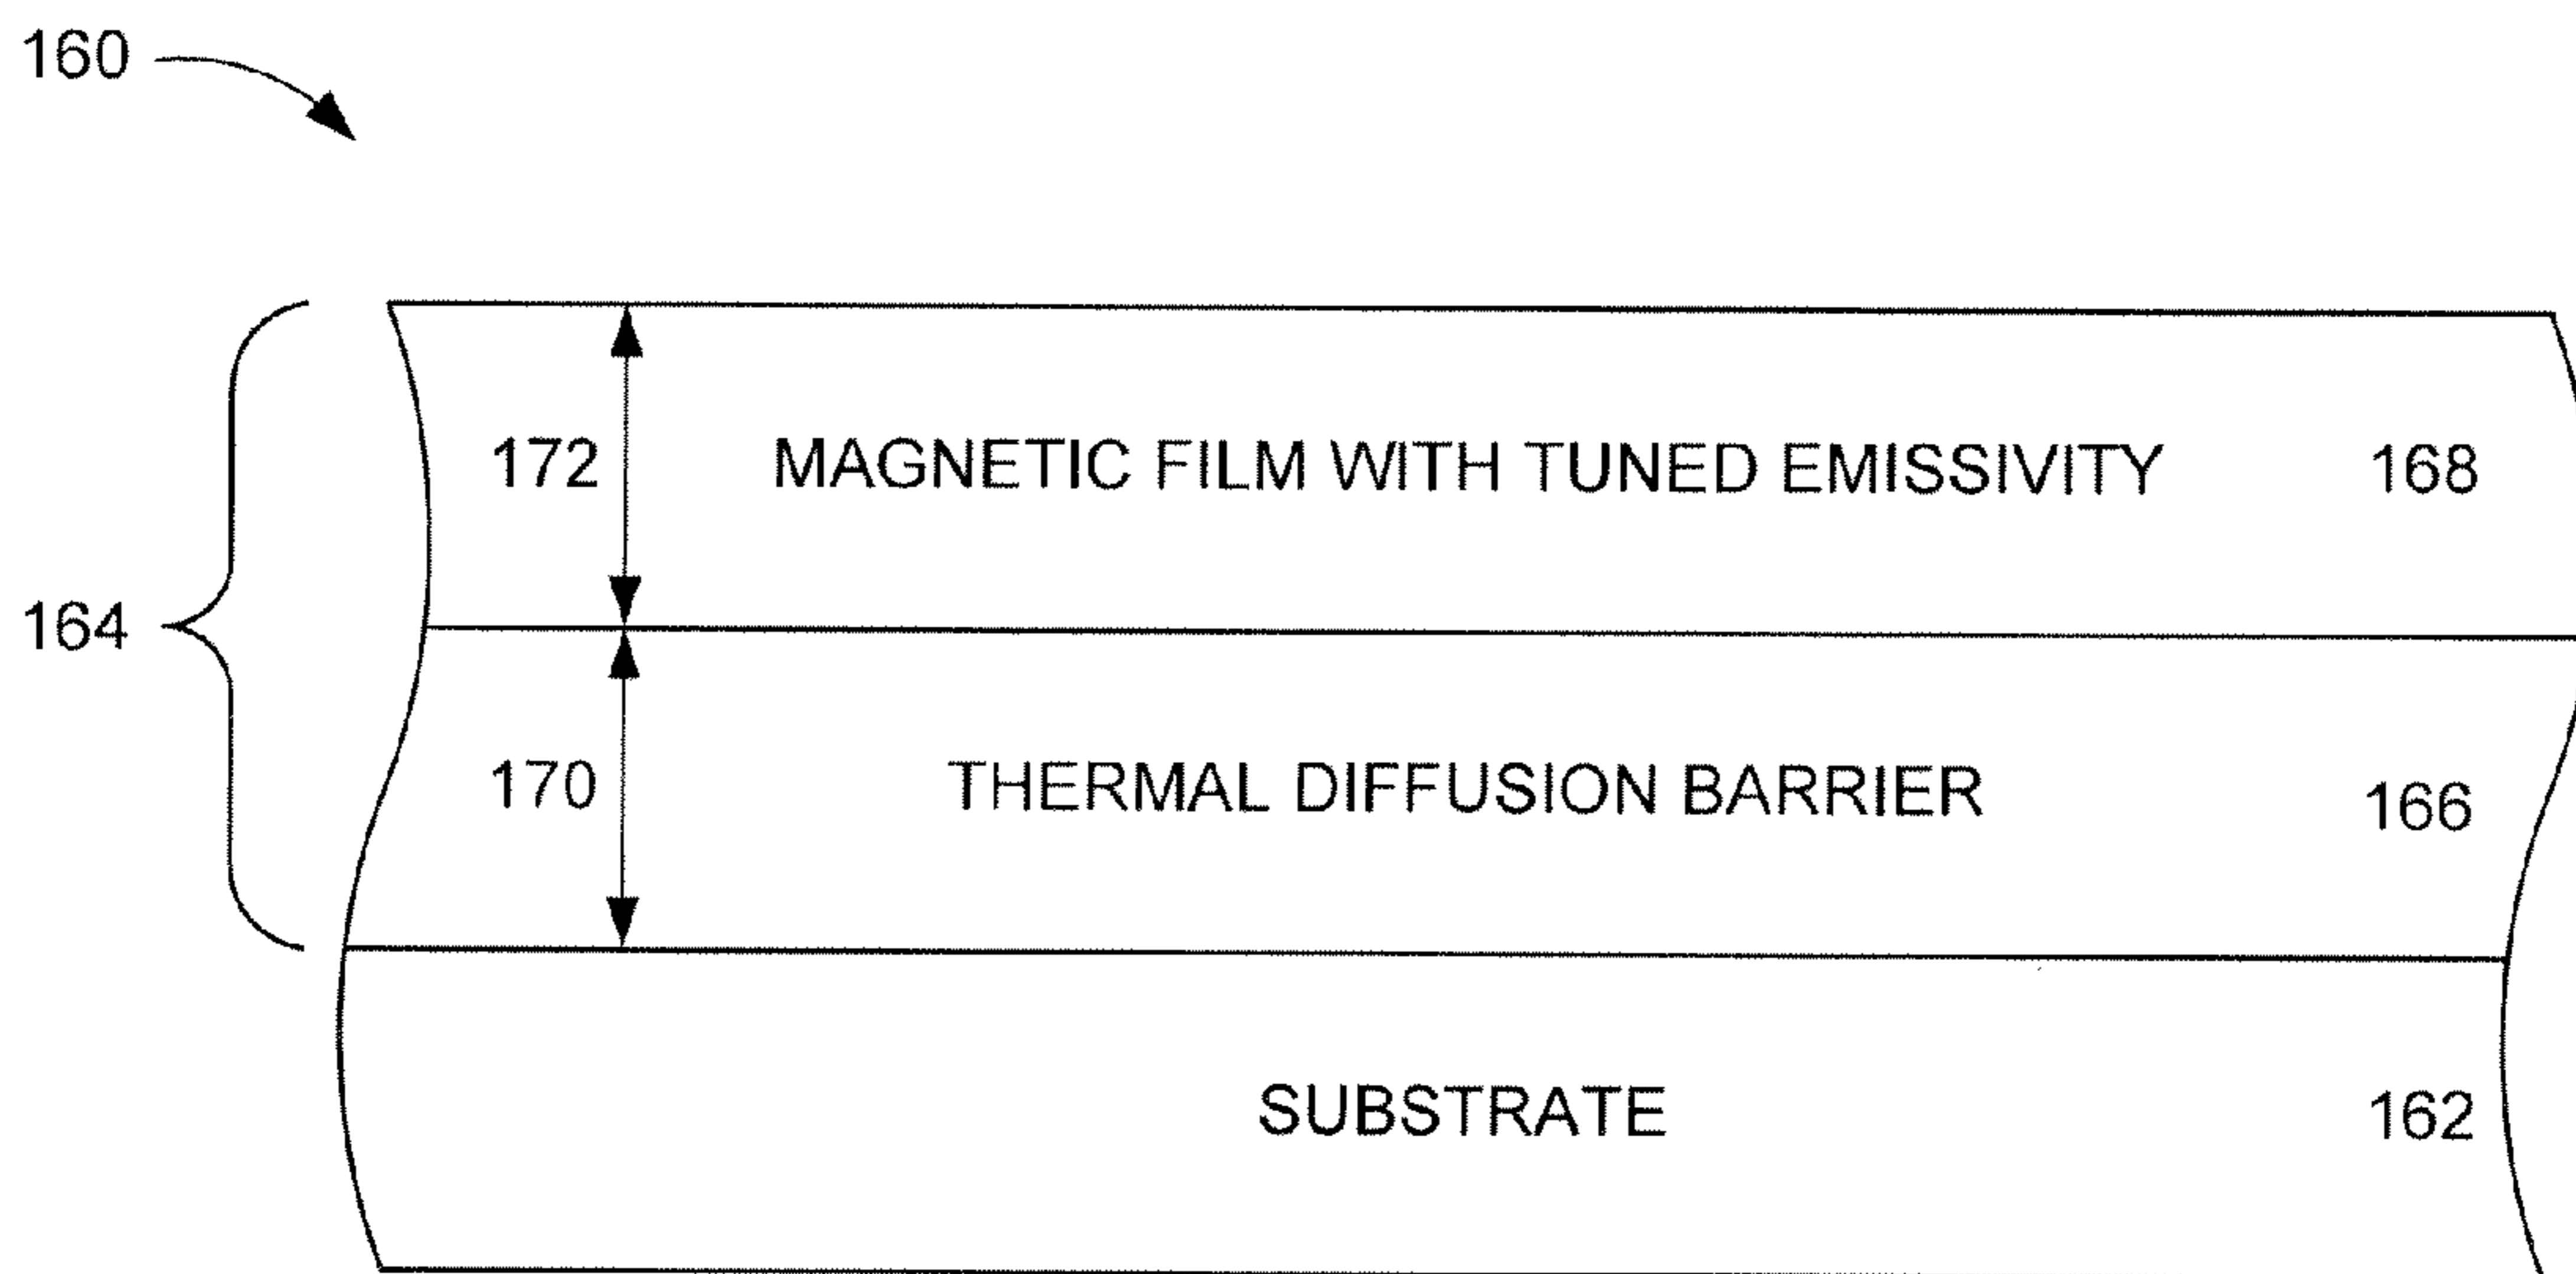 160
172 MAGNETIC FILM WITH TUNED EMISSIVITY 168
164
170 THERMAL DIFFUSION BARRIER 166
SUBSTRATE 162